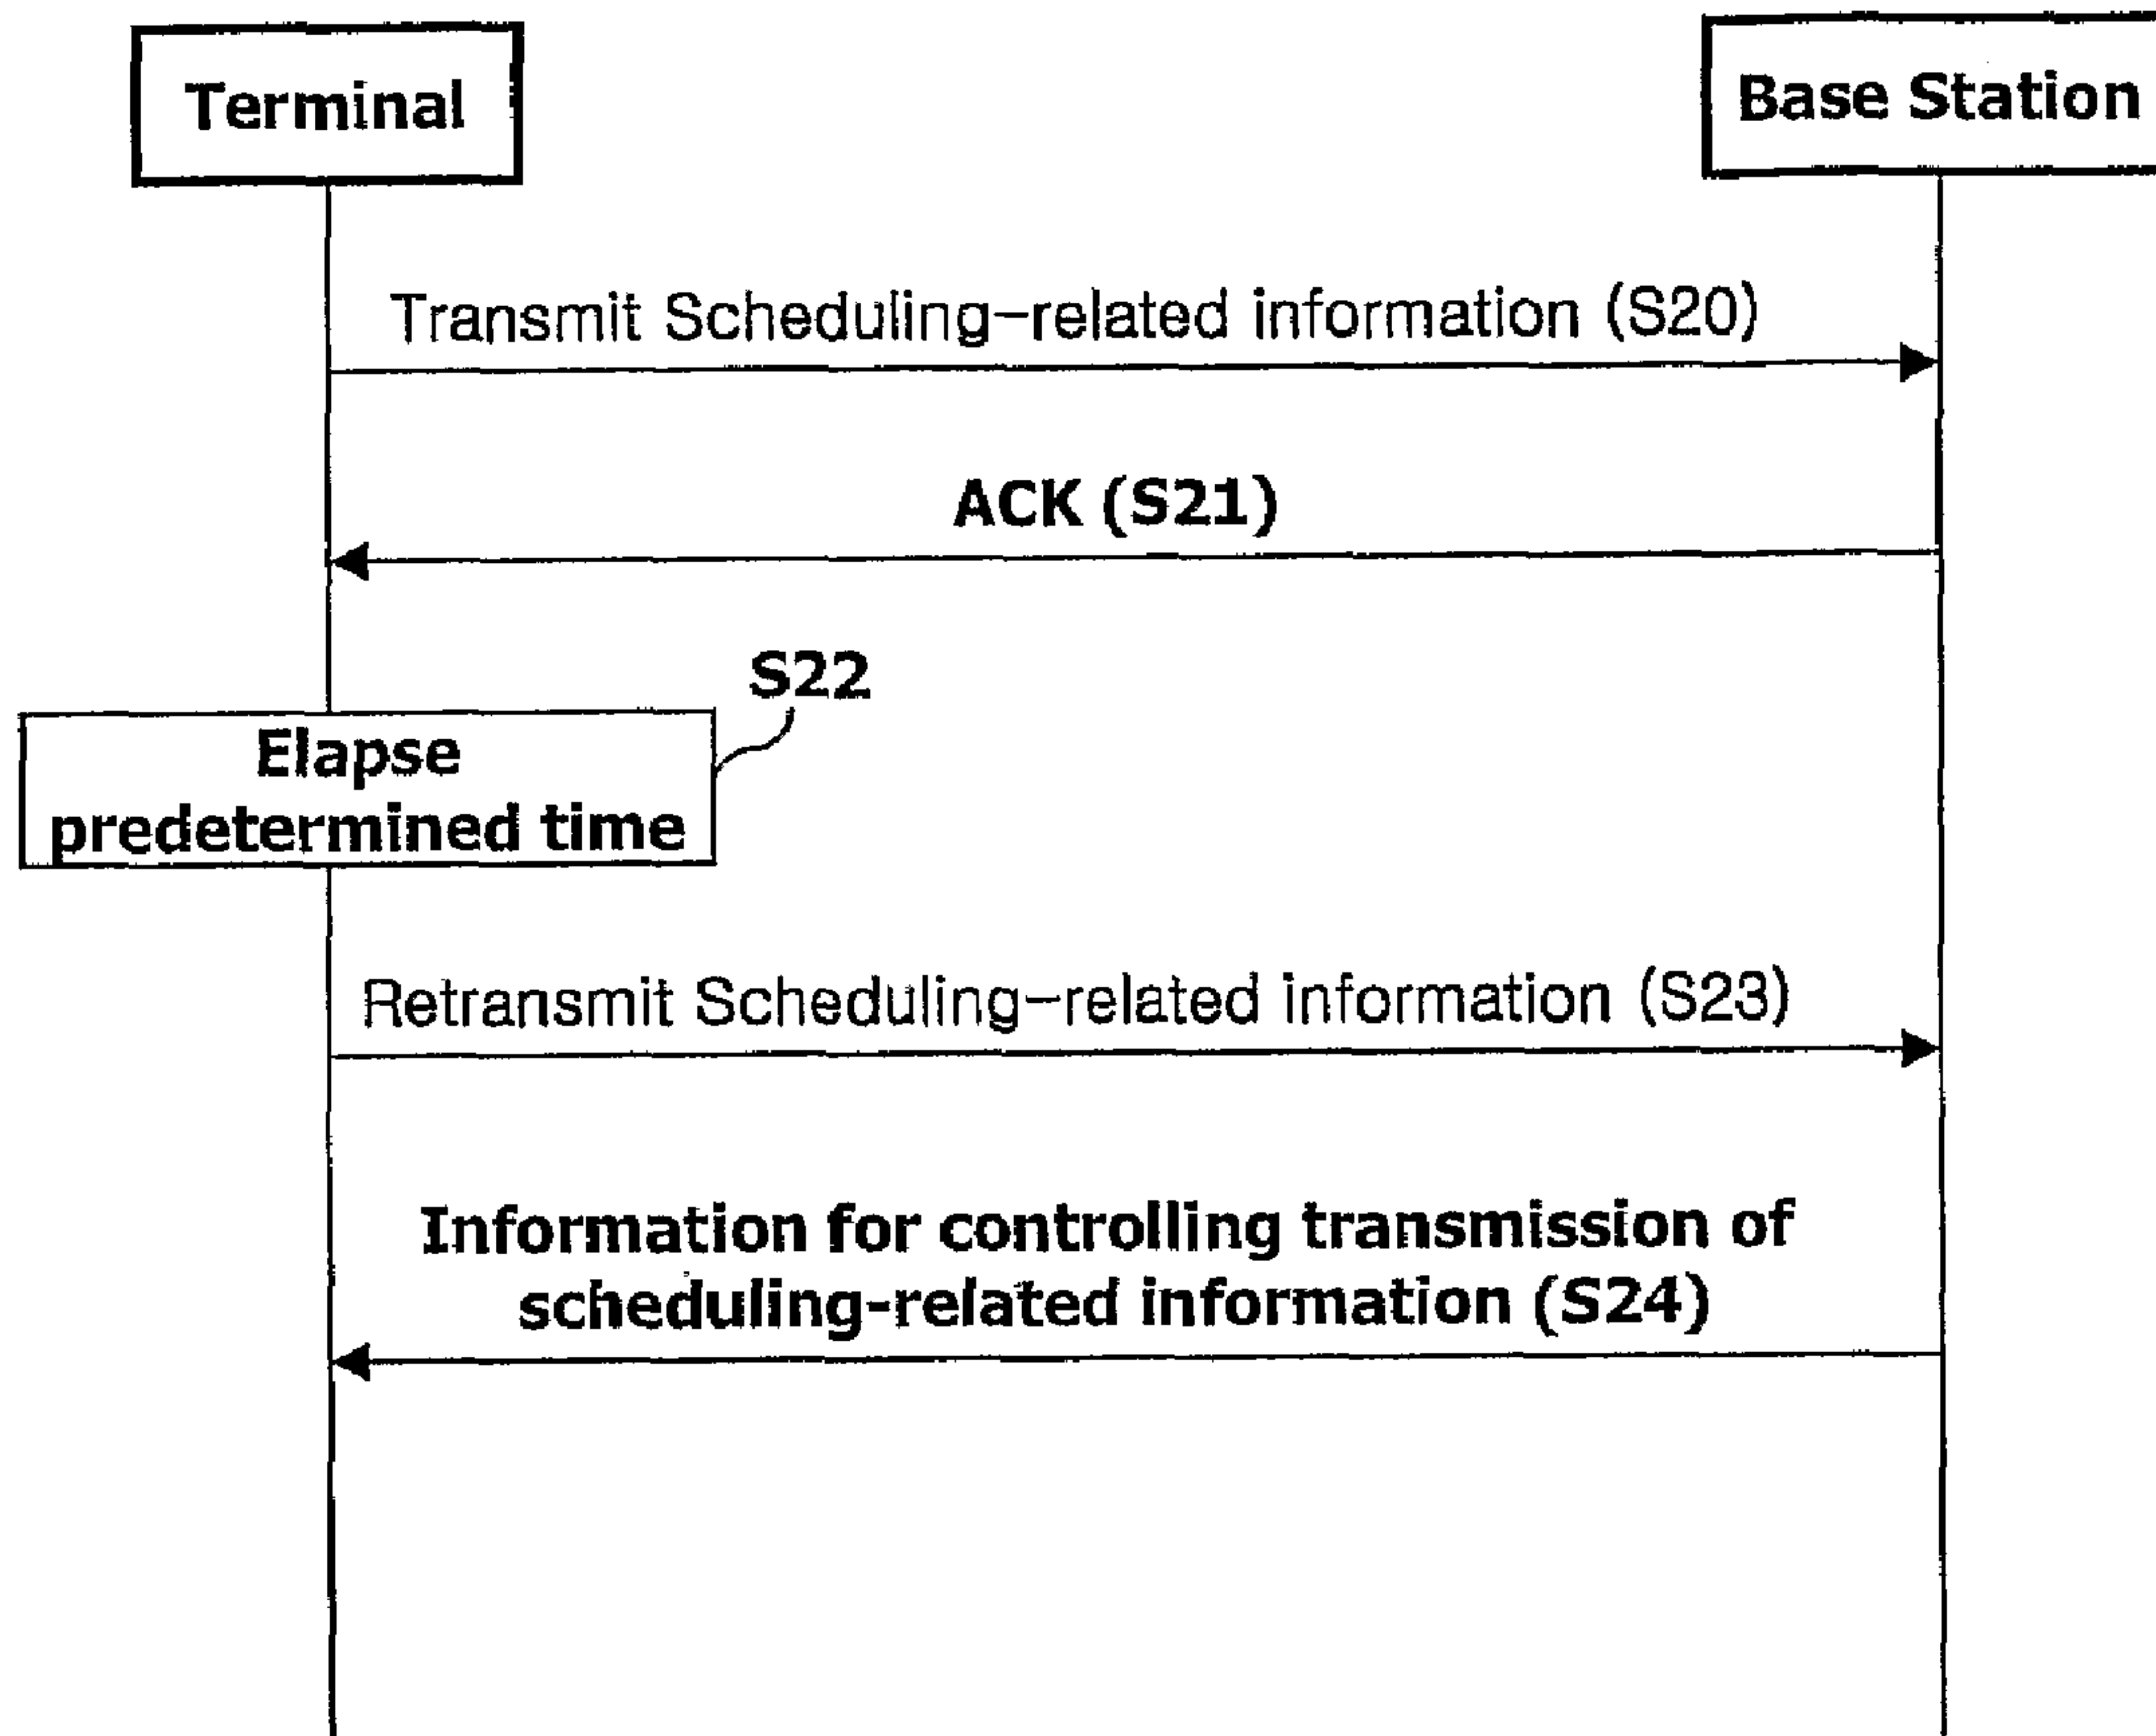 Terminal
Base Station
Transmit Scheduling-related information (S20)
ACK (S21)
S22
Elapse
predetermined time
Retransmit Scheduling-related information (S23)
Information for controlling transmission of
scheduling-related information (S24)